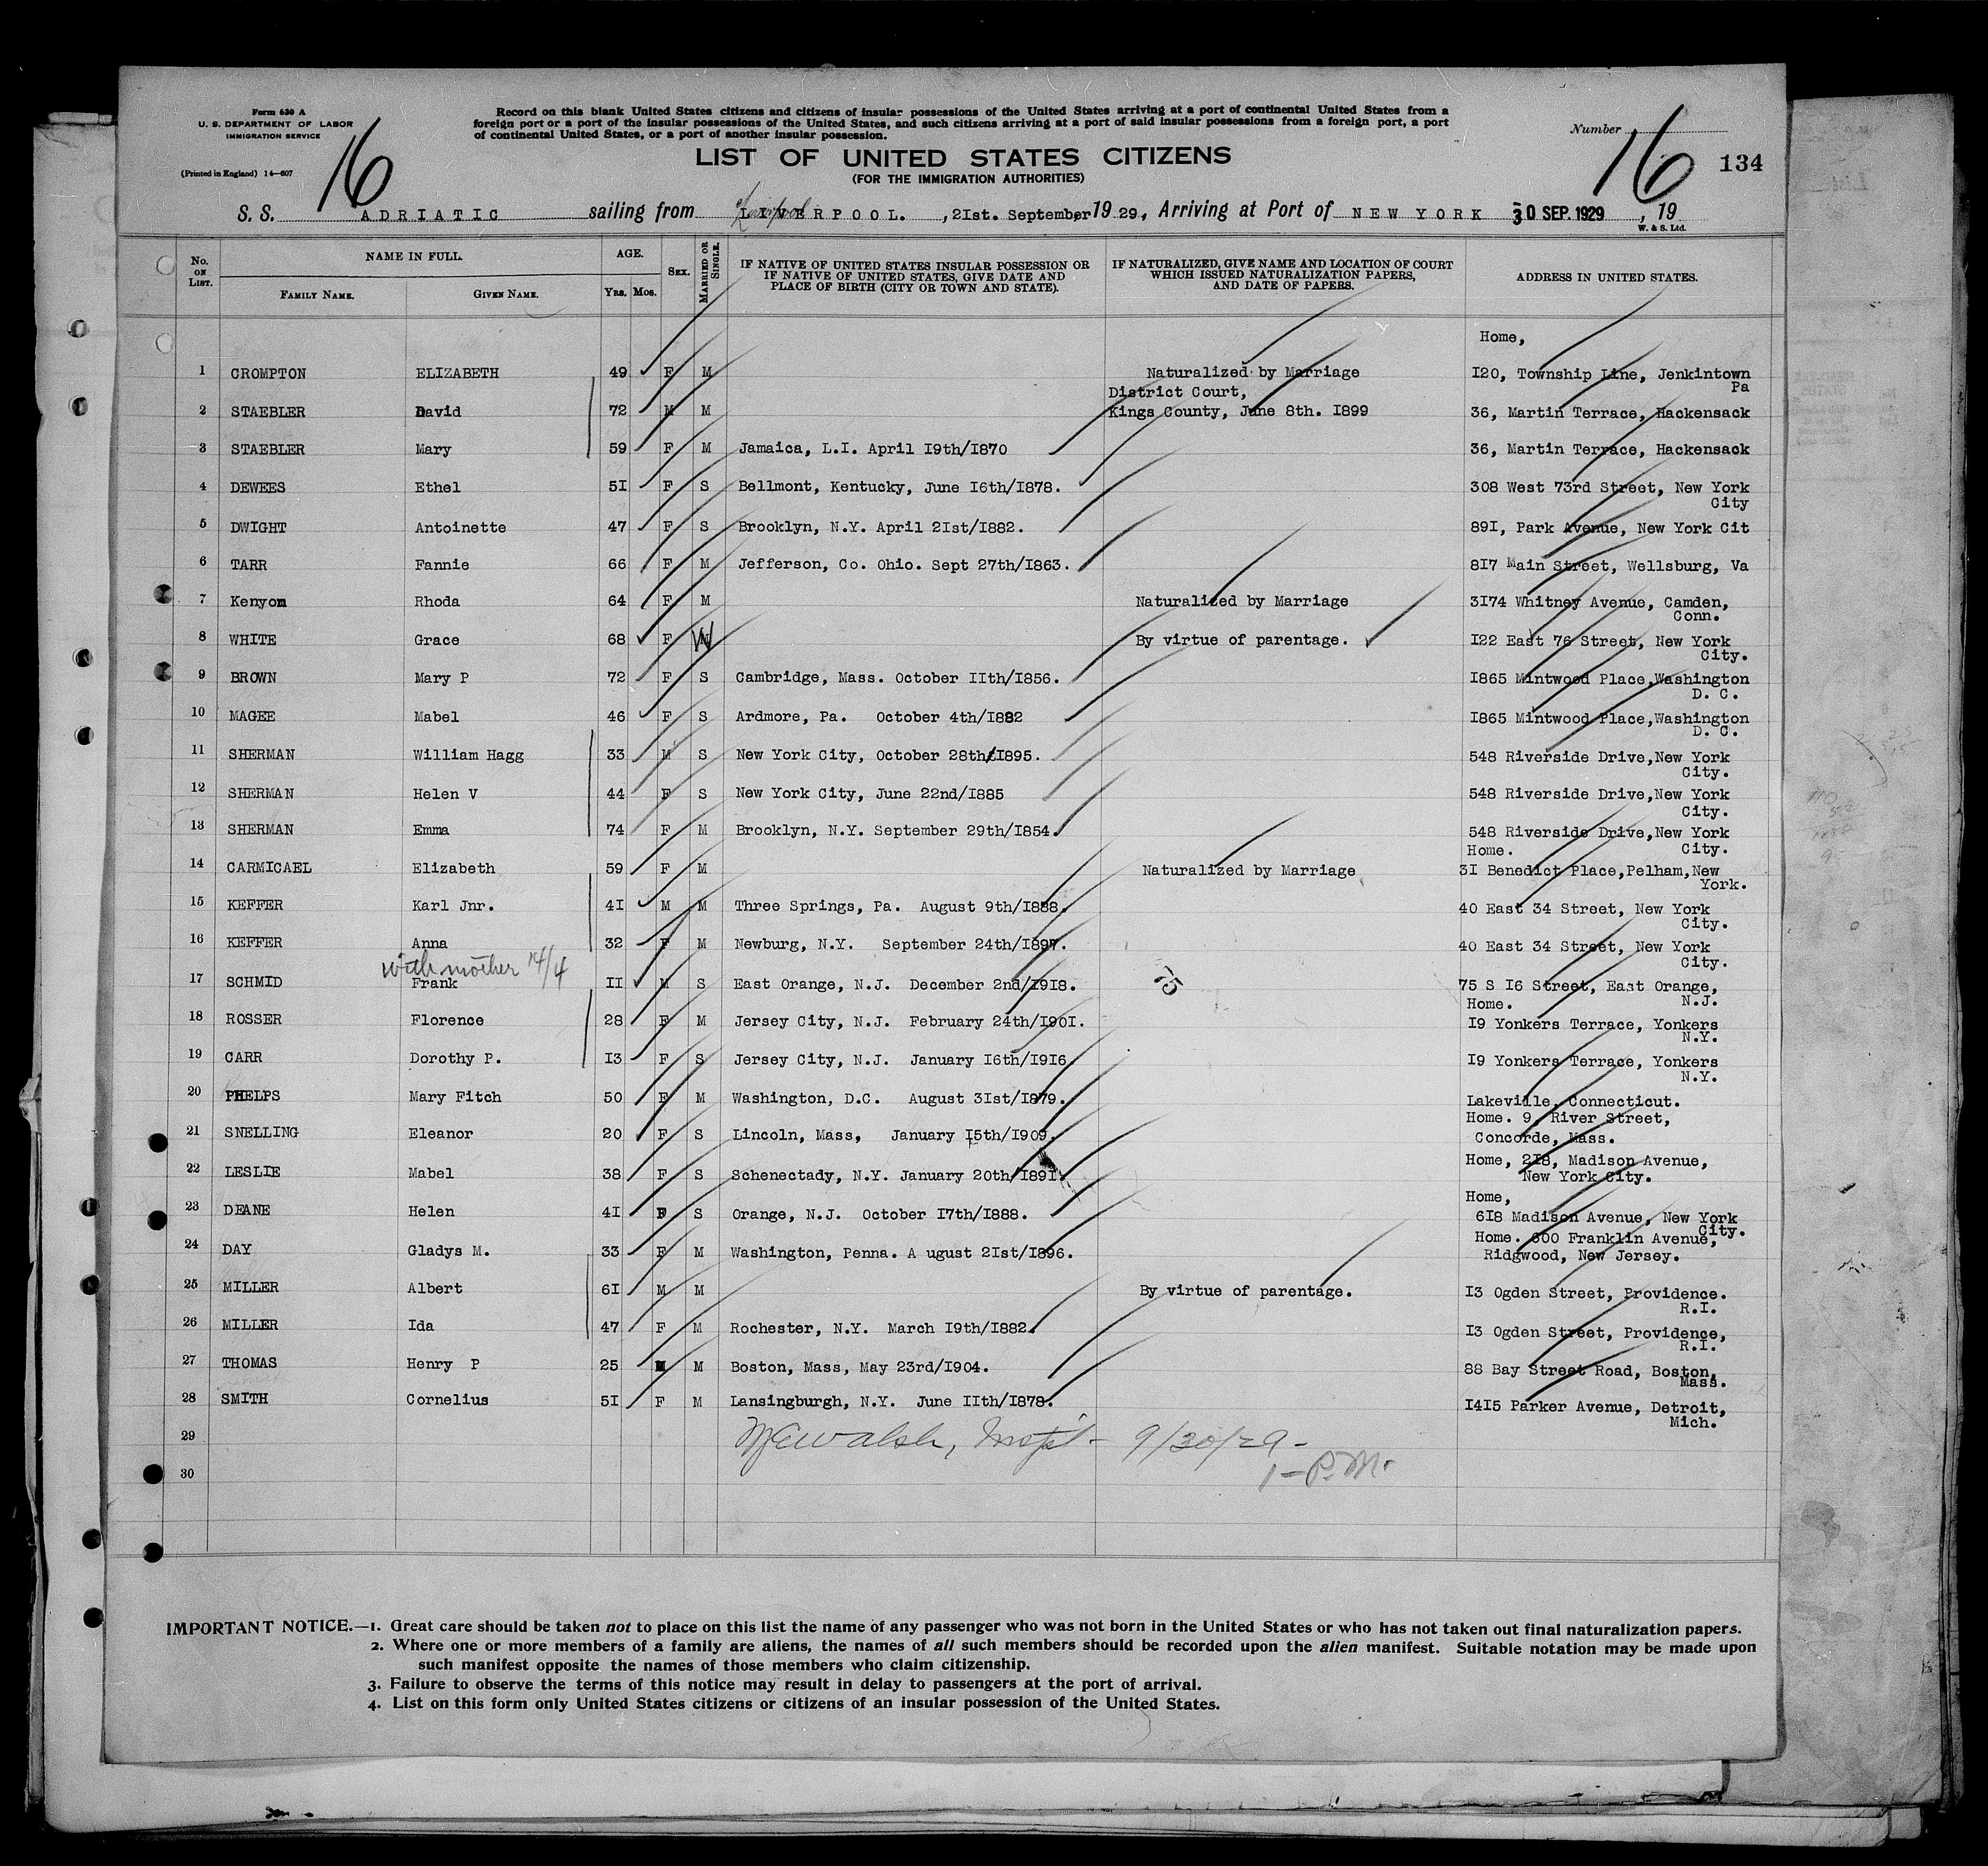 Form 630 A
U. S. DEPARTMENT OF LABOR
IMMIGRATION SERVICE
(Printed in England) 14—607
16
Record on this blank United States citizens and citizens of insular possessions of the United States arriving at a port of continental United States from a
foreign port or a port of the insular possessions of the United States, and such citizens arriving at a port of said insular possessions from a foreign port, a port
of continental United States, or a port of another insular possession.
Number 16 134
LIST OF UNITED STATES CITIZENS
(FOR THE IMMIGRATION AUTHORITIES)
S. S. ADRIATIC sailing from LIVERPOOL. , 21st. September 1929, Arriving at Port of NEW YORK 30 SEP. 1929 , 19
W. & S. Ltd.
No. ON LIST. NAME IN FULL. FAMILY NAME. GIVEN NAME. AGE. YRS. MOS. SEX. MARRIED OR SINGLE. IF NATIVE OF UNITED STATES INSULAR POSSESSION OR IF NATIVE OF UNITED STATES, GIVE DATE AND PLACE OF BIRTH (CITY OR TOWN AND STATE). IF NATURALIZED, GIVE NAME AND LOCATION OF COURT WHICH ISSUED NATURALIZATION PAPERS, AND DATE OF PAPERS. ADDRESS IN UNITED STATES.
Home,
1 CROMPTON ELIZABETH 49 F M Naturalized by Marriage I20, Township Line, Jenkintown
Pa
District Court,
2 STAEBLER David 72 M M Kings County, June 8th. I899 36, Martin Terrace, Hackensack
3 STAEBLER Mary 59 F M Jamaica, L.I. April I9th/I870 36, Martin Terrace, Hackensack
4 DEWEES Ethel 5I F S Bellmont, Kentucky, June I6th/I878. 308 West 73rd Street, New York
City
5 DWIGHT Antoinette 47 F S Brooklyn, N.Y. April 2Ist/I882. 89I, Park Avenue, New York Cit
6 TARR Fannie 66 F M Jefferson, Co. Ohio. Sept 27th/I863. 8I7 Main Street, Wellsburg, Va
7 Kenyon Rhoda 64 F M Naturalized by Marriage 3I74 Whitney Avenue, Camden,
Conn.
8 WHITE Grace 68 F W By virtue of parentage. I22 East 76 Street, New York
City.
9 BROWN Mary P 72 F S Cambridge, Mass. October IIth/I856. I865 Mintwood Place,Washington
D. C.
10 MAGEE Mabel 46 F S Ardmore, Pa. October 4th/I882 I865 Mintwood Place,Washington
D. C.
11 SHERMAN William Hagg 33 M S New York City, October 28th/I895. 548 Riverside Drive,New York
City.
12 SHERMAN Helen V 44 F S New York City, June 22nd/I885 548 Riverside Drive,New York
City.
13 SHERMAN Emma 74 F M Brooklyn, N.Y. September 29th/I854. 548 Riverside Drive,New York
Home. City.
14 CARMICAEL Elizabeth 59 F M Naturalized by Marriage 3I Benedict Place,Pelham,New
York.
15 KEFFER Karl Jnr. 4I M M Three Springs, Pa. August 9th/I888. 40 East 34 Street, New York
City.
16 KEFFER Anna 32 F M Newburg, N.Y. September 24th/I897. 40 East 34 Street, New York
City.
with mother 14/4
17 SCHMID Frank II M S East Orange, N.J. December 2nd/I918. 75 75 S I6 Street, East Orange,
Home. N.J.
18 ROSSER Florence 28 F M Jersey City, N.J. February 24th/I90I. I9 Yonkers Terrace, Yonkers
N.Y.
19 CARR Dorothy P. I3 F S Jersey City, N.J. January I6th/I9I6 I9 Yonkers Terrace, Yonkers
N.Y.
20 PHELPS Mary Fitch 50 F M Washington, D.C. August 3Ist/I879. Lakeville, Connecticut.
Home. 9, River Street,
21 SNELLING Eleanor 20 F S Lincoln, Mass, January I5th/I909. Concorde, Mass.
Home, 2I8, Madison Avenue,
22 LESLIE Mabel 38 F S Schenectady, N.Y. January 20th/I89I New York City.
Home,
23 DEANE Helen 4I F S Orange, N.J. October I7th/I888. 6I8 Madison Avenue, New York
City.
Home. 600 Franklin Avenue,
24 DAY Gladys M. 33 F M Washington, Penna. A ugust 2Ist/I896. Ridgwood, New Jersey.
25 MILLER Albert 6I M M By virtue of parentage. I3 Ogden Street, Providence.
R.I.
26 MILLER Ida 47 F M Rochester, N.Y. March I9th/I882. I3 Ogden Street, Providence,
R.I.
27 THOMAS Henry P 25 M M Boston, Mass, May 23rd/I904. 88 Bay Street Road, Boston,
Mass.
28 SMITH Cornelius 5I F M Lansingburgh, N.Y. June IIth/I878. I4I5 Parker Avenue, Detroit,
Mich.
29 9/30/29 -
30 1 - P.M.
IMPORTANT NOTICE.—1. Great care should be taken not to place on this list the name of any passenger who was not born in the United States or who has not taken out final naturalization papers.
2. Where one or more members of a family are aliens, the names of all such members should be recorded upon the alien manifest. Suitable notation may be made upon
such manifest opposite the names of those members who claim citizenship.
3. Failure to observe the terms of this notice may result in delay to passengers at the port of arrival.
4. List on this form only United States citizens or citizens of an insular possession of the United States.